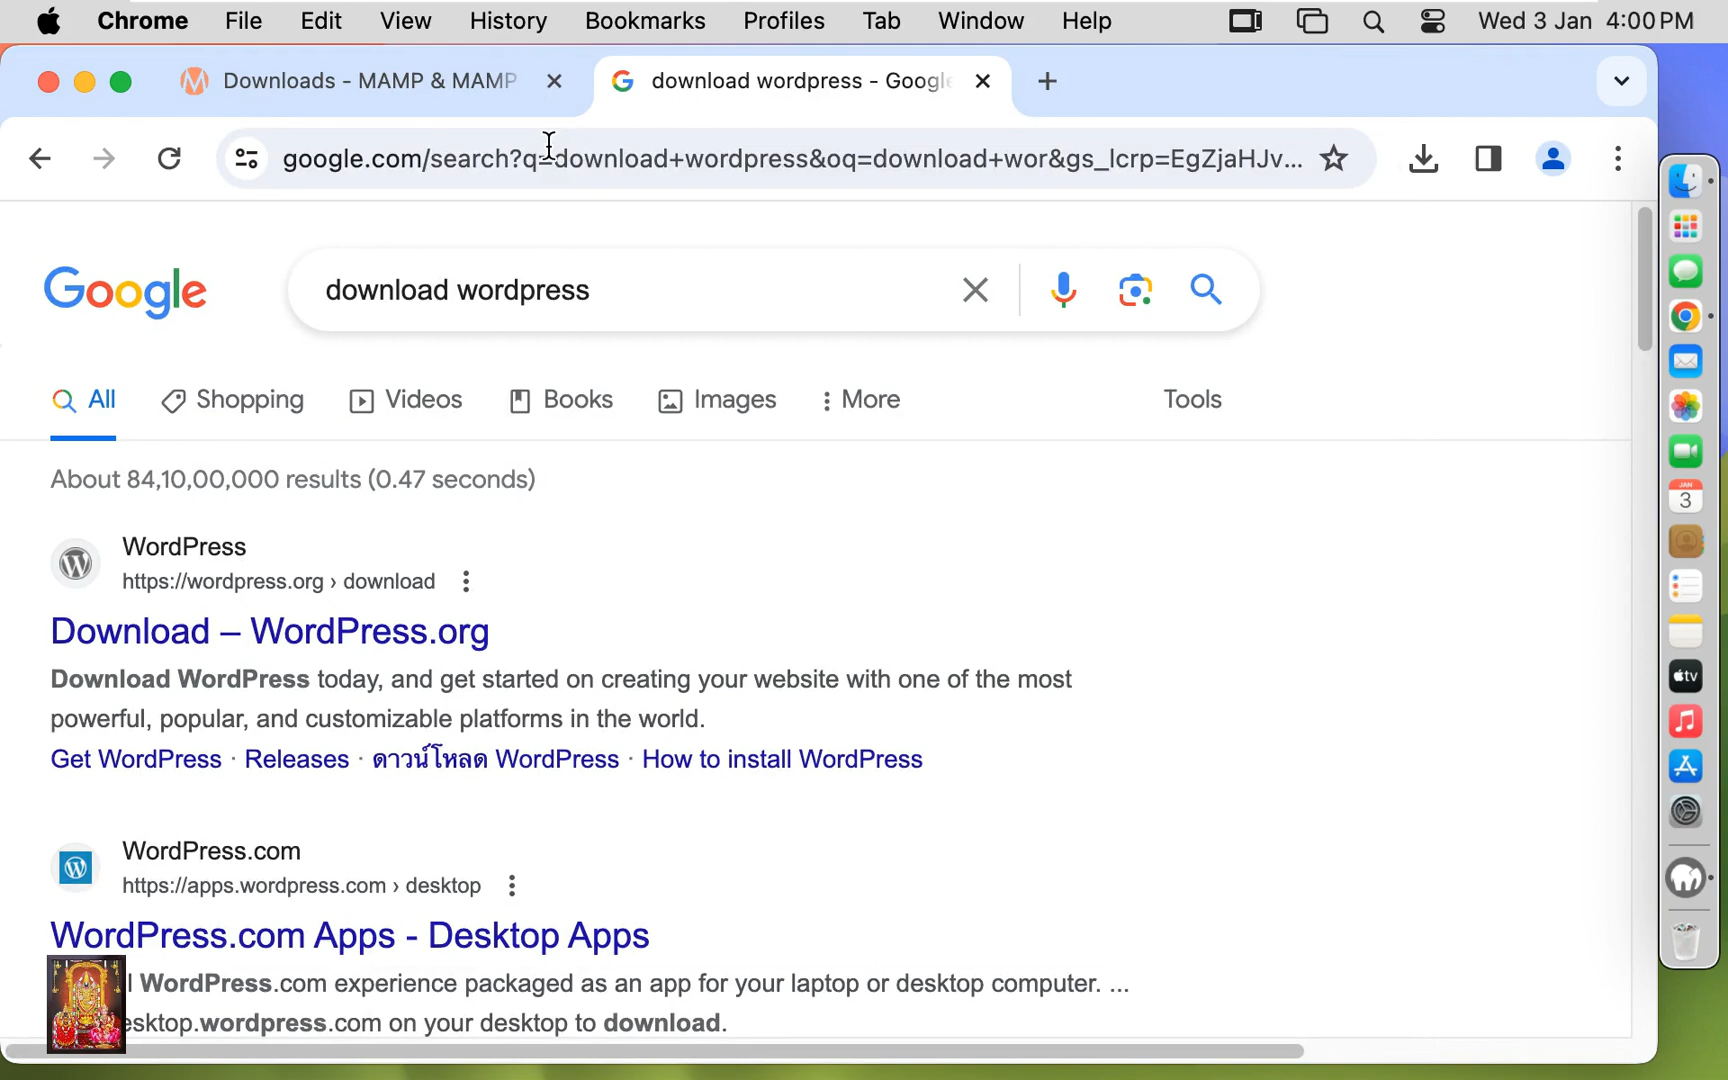 Chrome File Edit View History Bookmarks Profiles Tab Window Help Wed 3 Jan 4:00 PM
Downloads - MAMP & MAMP download wordpress - Google
google.com/search?q=download+wordpress&oq=download+wor&gs_lcrp=EgZjaHJv...
Google download wordpress
All Shopping Videos Books Images More Tools
About 84,10,00,000 results (0.47 seconds)
WordPress
https://wordpress.org › download
Download – WordPress.org
Download WordPress today, and get started on creating your website with one of the most
powerful, popular, and customizable platforms in the world.
Get WordPress · Releases · ดาวน์โหลด WordPress · How to install WordPress
WordPress.com
https://apps.wordpress.com › desktop
WordPress.com Apps - Desktop Apps
WordPress.com experience packaged as an app for your laptop or desktop computer. ...
esktop.wordpress.com on your desktop to download.
JAN
3
tv